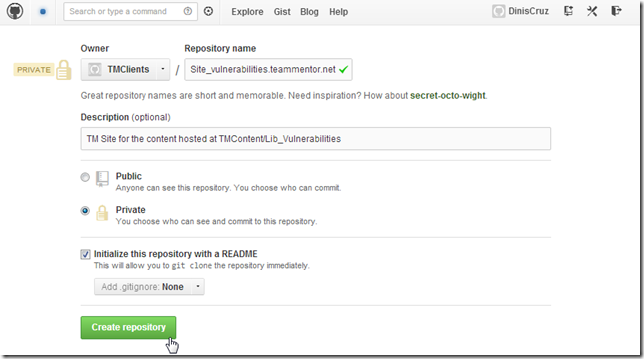 Search or type a command
Explore Gist Blog Help
DinisCruz
Owner Repository name
PRIVATE TMClients / Site_vulnerabilities.teammentor.net
Great repository names are short and memorable. Need inspiration? How about secret-octo-wight.
Description (optional)
TM Site for the content hosted at TMContent/Lib_Vulnerabilities
Public
Anyone can see this repository. You choose who can commit.
Private
You choose who can see and commit to this repository.
Initialize this repository with a README
This will allow you to git clone the repository immediately.
Add .gitignore: None
Create repository